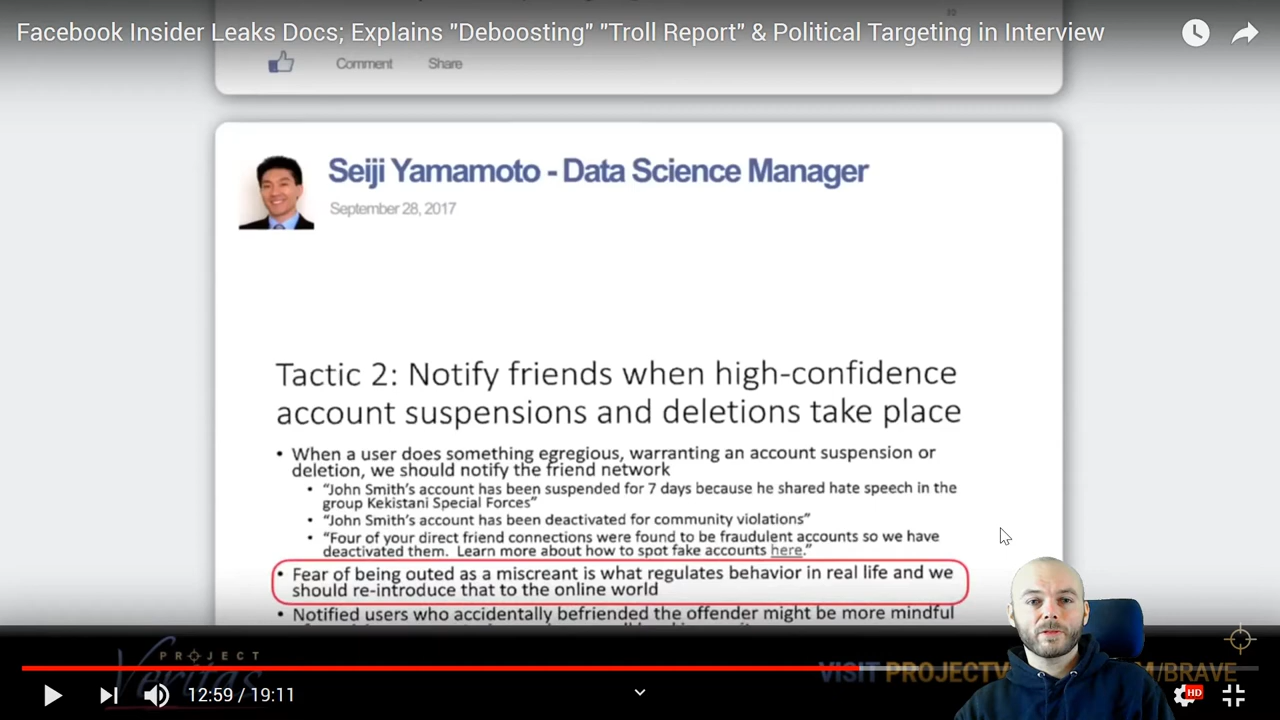 Facebook Insider Leaks Docs; Explains "Deboosting" "Troll Report" & Political Targeting in Interview
Comment Share
Seiji Yamamoto - Data Science Manager
September 28, 2017
Tactic 2: Notify friends when high-confidence
account suspensions and deletions take place
• When a user does something egregious, warranting an account suspension or
deletion, we should notify the friend network
• "John Smith's account has been suspended for 7 days because he shared hate speech in the
group Kekistani Special Forces"
• "John Smith's account has been deactivated for community violations"
• "Four of your direct friend connections were found to be fraudulent accounts so we have
deactivated them. Learn more about how to spot fake accounts here."
• Fear of being outed as a miscreant is what regulates behavior in real life and we
should re-introduce that to the online world
• Notified users who accidentally befriended the offender might be more mindful
PROJECT
Veritas
VISIT PROJECTV M/BRAVE
12:59 / 19:11
HD